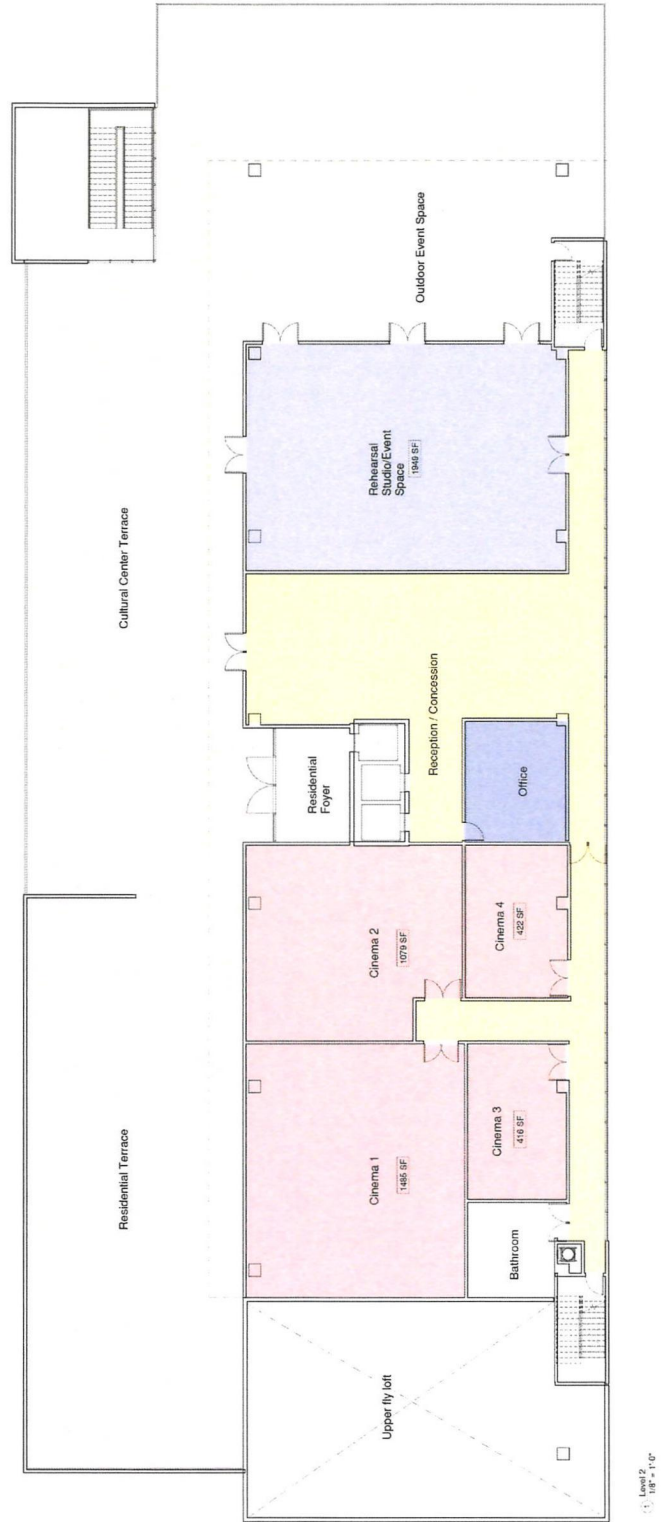 Residential Terrace
Cultural Center Terrace
Upper fly loft
Cinema 1
1485 SF
Cinema 2
1079 SF
Residential
Foyer
Reception / Concession
Rehearsal
Studio/Event
Space
1949 SF
Outdoor Event Space
Bathroom
Cinema 3
416 SF
Cinema 4
422 SF
Office
1 Level 2
1/8" = 1'-0"